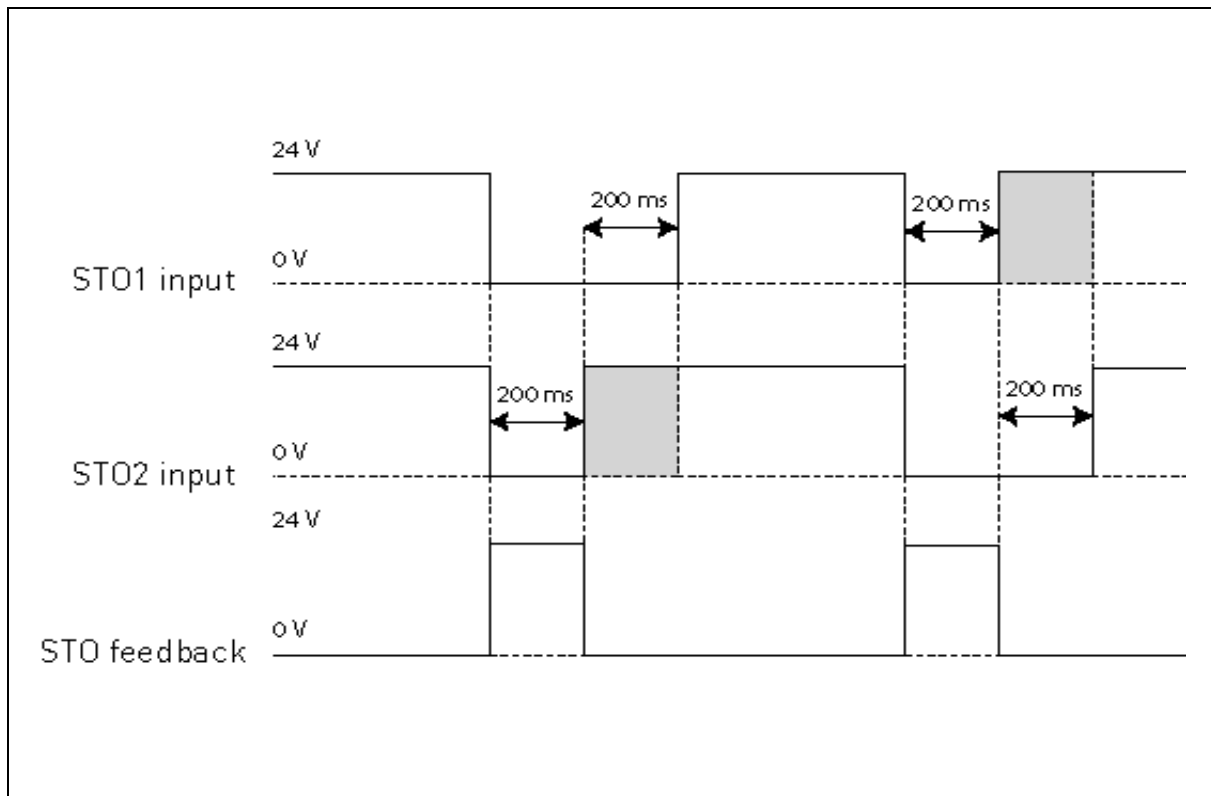 24 V
200 ms
200 ms
0 V
STO1 input
24 V
200 ms
200 ms
0 V
STO2 input
24 V
0 V
STO feedback